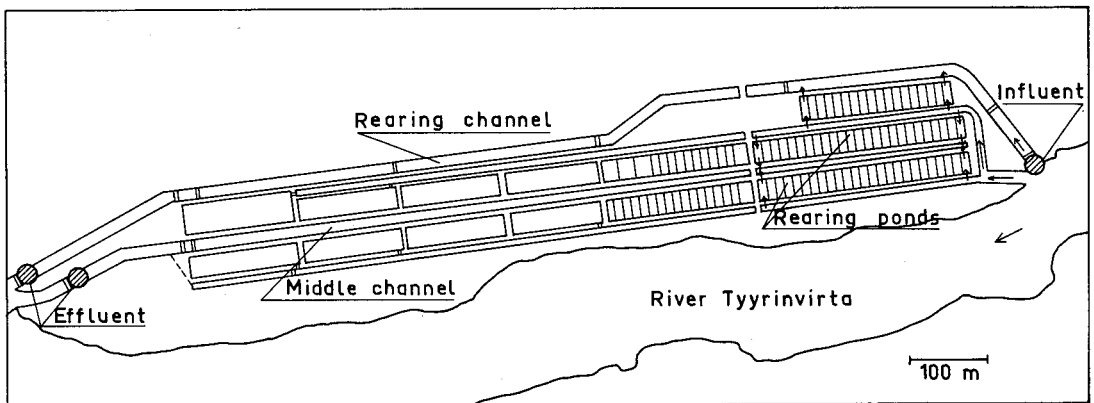 Influent
Rearing channel
Rearing ponds
Middle channel
River Tyyrinvirta
Effluent
100 m